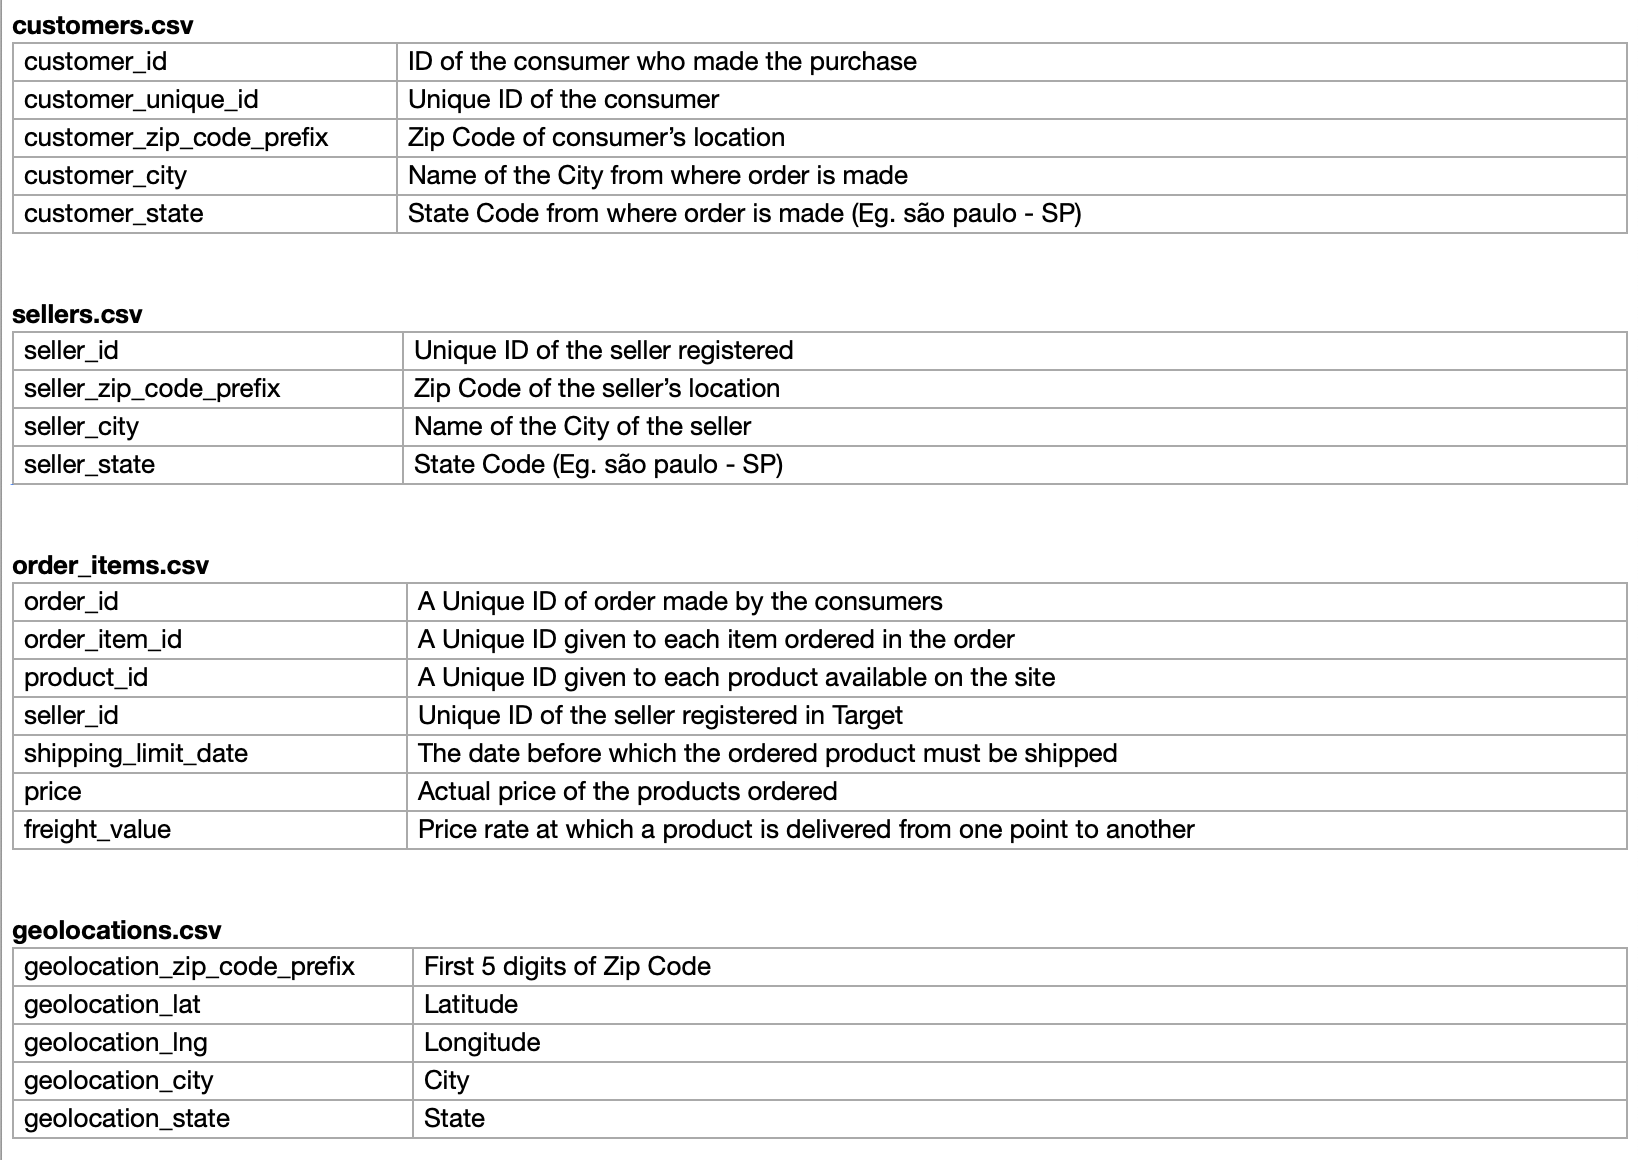 customers.csv
customer_id ID of the consumer who made the purchase
customer_unique_id Unique ID of the consumer
customer_zip_code_prefix Zip Code of consumer’s location
customer_city Name of the City from where order is made
customer_state State Code from where order is made (Eg. são paulo - SP)
sellers.csv
seller_id Unique ID of the seller registered
seller_zip_code_prefix Zip Code of the seller’s location
seller_city Name of the City of the seller
seller_state State Code (Eg. são paulo - SP)
order_items.csv
order_id A Unique ID of order made by the consumers
order_item_id A Unique ID given to each item ordered in the order
product_id A Unique ID given to each product available on the site
seller_id Unique ID of the seller registered in Target
shipping_limit_date The date before which the ordered product must be shipped
price Actual price of the products ordered
freight_value Price rate at which a product is delivered from one point to another
geolocations.csv
geolocation_zip_code_prefix First 5 digits of Zip Code
geolocation_lat Latitude
geolocation_lng Longitude
geolocation_city City
geolocation_state State